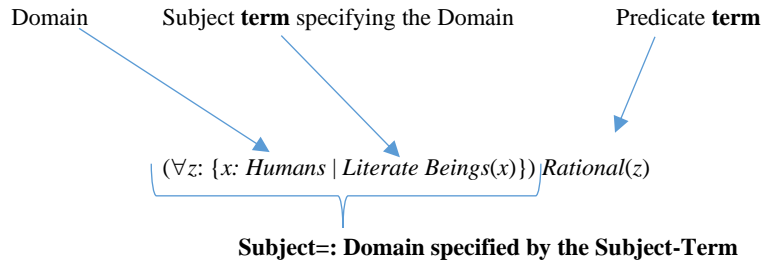 Domain Subject term specifying the Domain Predicate term
(∀z: {x: Humans | Literate Beings(x)}) Rational(z)
Subject=: Domain specified by the Subject-Term